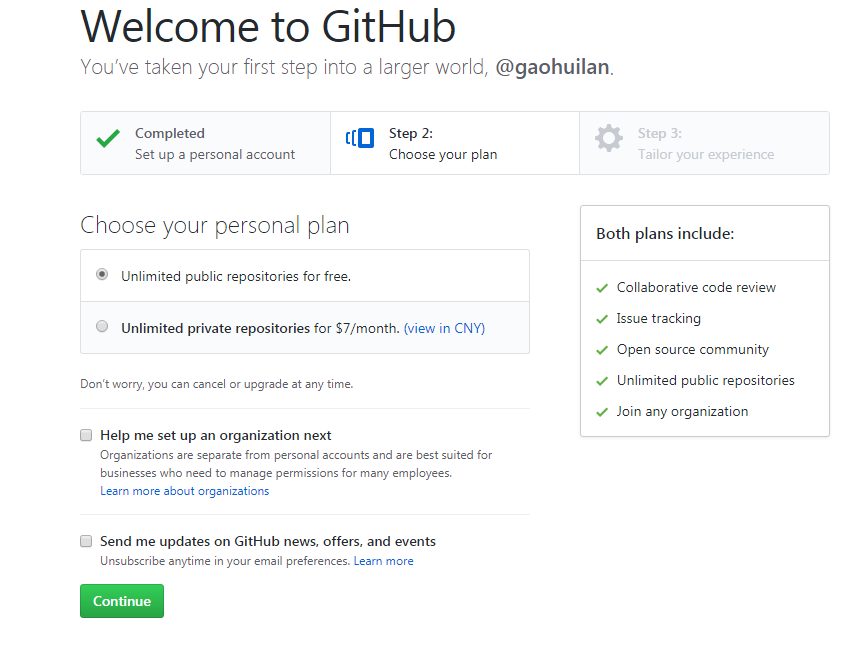 Welcome to GitHub
You’ve taken your first step into a larger world, @gaohuilan.
Completed
Set up a personal account
Step 2:
Choose your plan
Step 3:
Tailor your experience
Choose your personal plan
Unlimited public repositories for free.
Unlimited private repositories for $7/month. (view in CNY)
Don’t worry, you can cancel or upgrade at any time.
Help me set up an organization next
Organizations are separate from personal accounts and are best suited for
businesses who need to manage permissions for many employees.
Learn more about organizations
Send me updates on GitHub news, offers, and events
Unsubscribe anytime in your email preferences. Learn more
Continue
Both plans include:
Collaborative code review
Issue tracking
Open source community
Unlimited public repositories
Join any organization